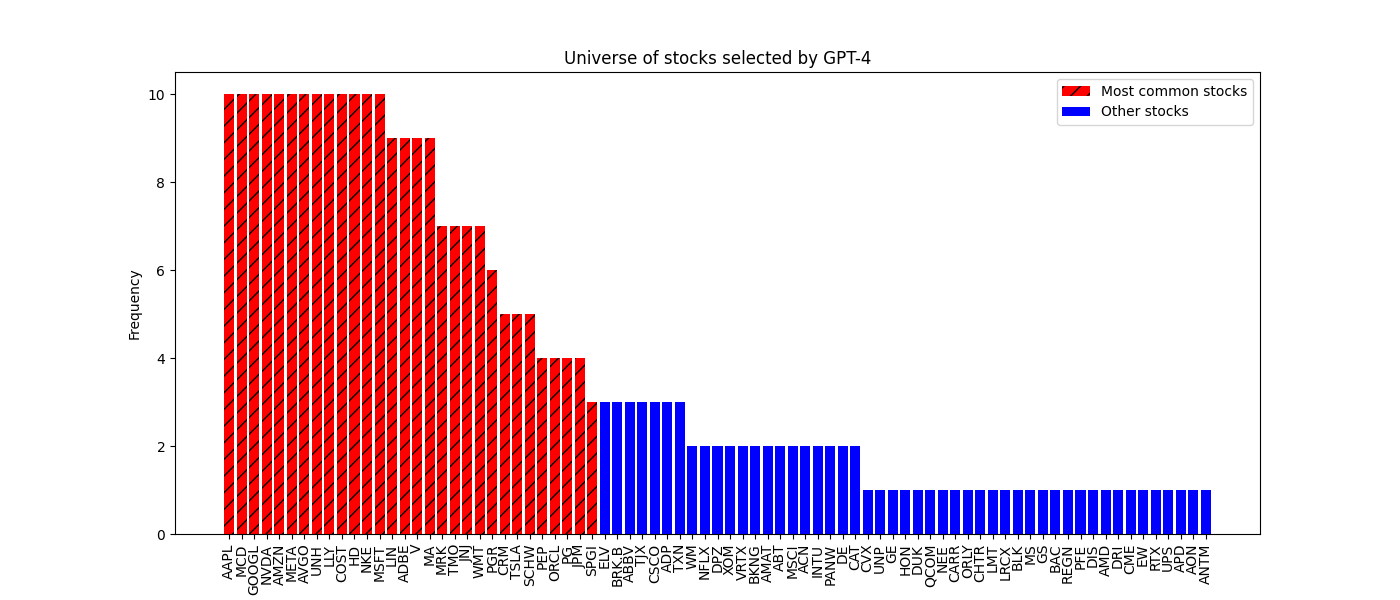 Universe of stocks selected by GPT-4
Most common stocks
Other stocks
Frequency
10
8
6
4
2
0
AAPL
MCD
GOOGL
NVDA
AMZN
META
AVGO
UNH
LLY
COST
HD
NKE
MSFT
LIN
ADBE
V
MA
MRK
TMO
JNJ
WMT
PGR
CRM
TSLA
SCHW
PEP
ORCL
PG
JPM
SPGI
ELV
BRK.B
ABBV
TJX
CSCO
ADP
TXN
WM
NFLX
DPZ
XOM
VRTX
BKNG
AMAT
ABT
MSCI
ACN
INTU
PANW
DE
CAT
CVX
UNP
GE
HON
DUK
QCOM
NEE
CARR
ORLY
CHTR
LMT
LRCX
BLK
MS
GS
BAC
REGN
PFE
DIS
AMD
DRI
CME
EW
RTX
UPS
APD
AON
ANTM